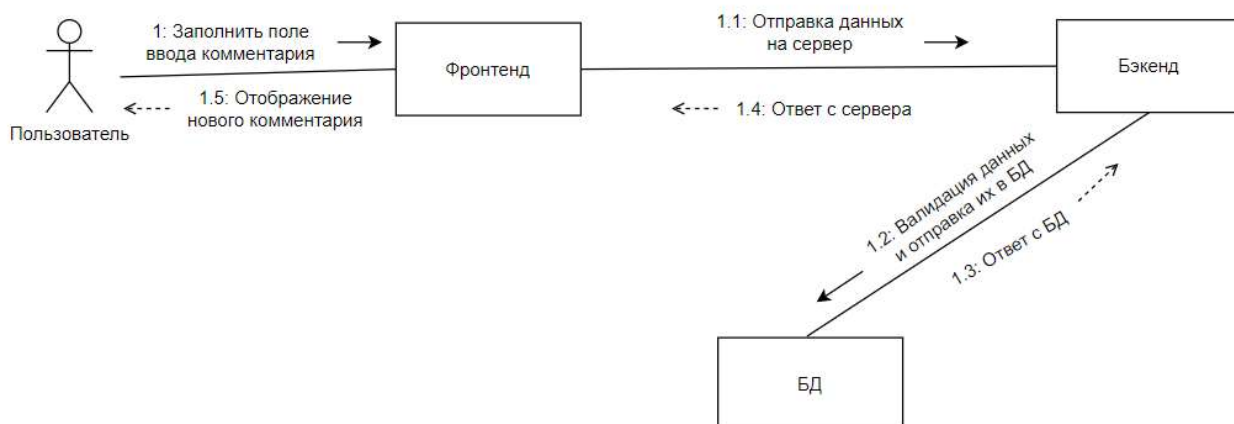 1: Заполнить поле
ввода комментария
1.1: Отправка данных
на сервер
Фронтенд
Бэкенд
1.5: Отображение
нового комментария
1.4: Ответ с сервера
Пользователь
1.2: Валидация данных
и отправка их в БД
1.3: Ответ с БД
БД